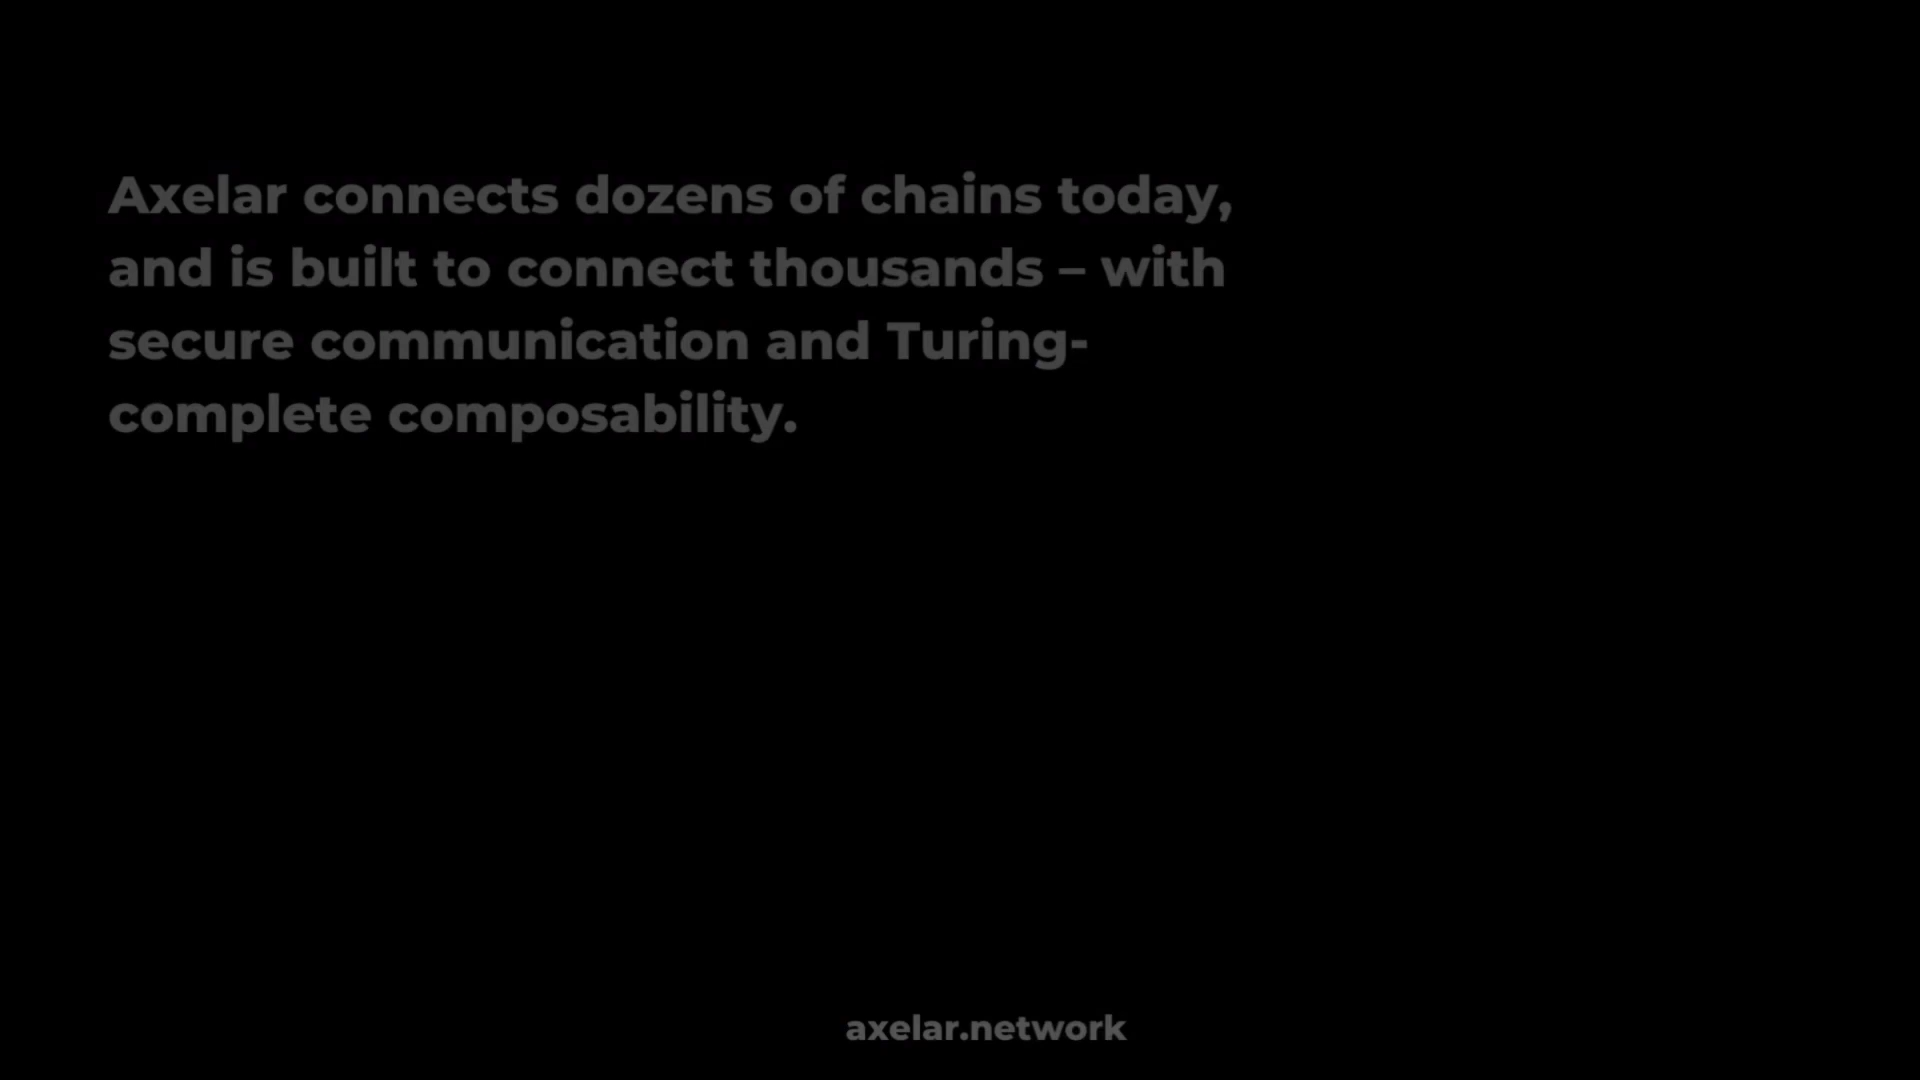 Axelar connects dozens of chains today,
and is built to connect thousands – with
secure communication and Turing-
complete composability.
axelar.network